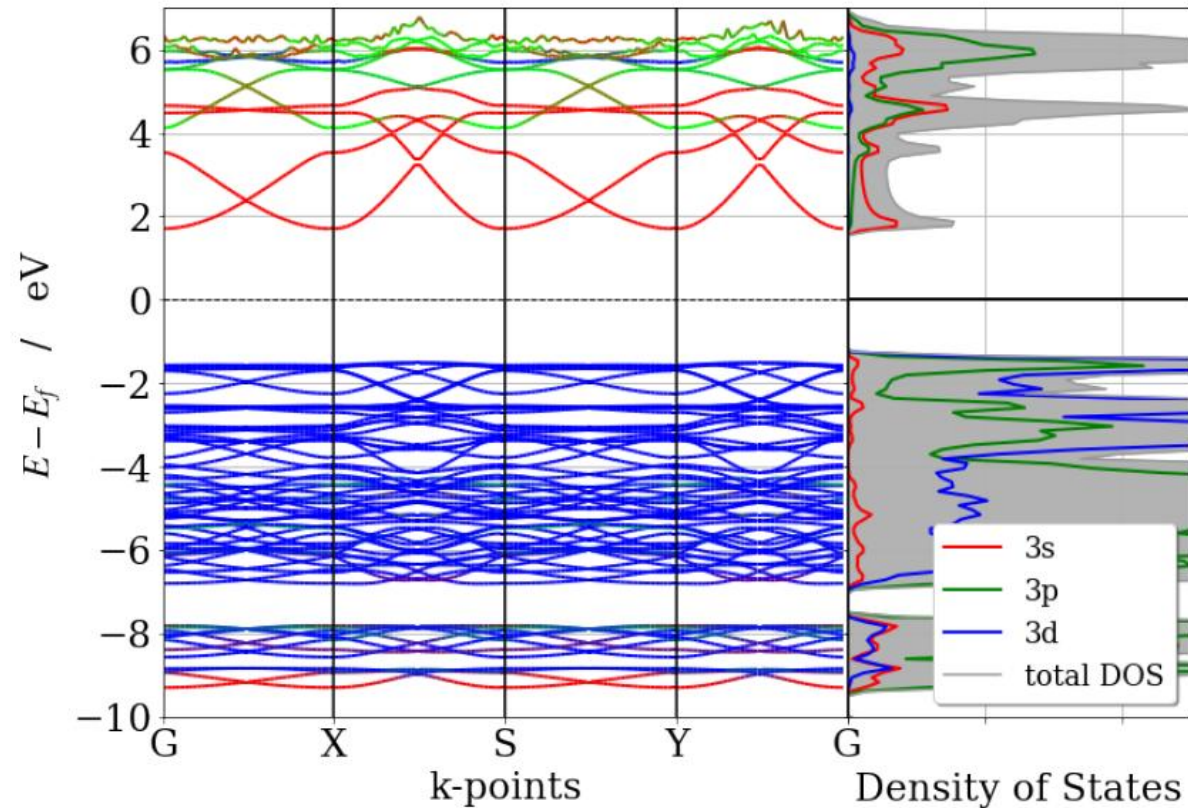 E−E_f / eV
6
4
2
0
−2
−4
−6
−8
−10
G X S Y G
k-points
Density of States
3s
3p
3d
total DOS